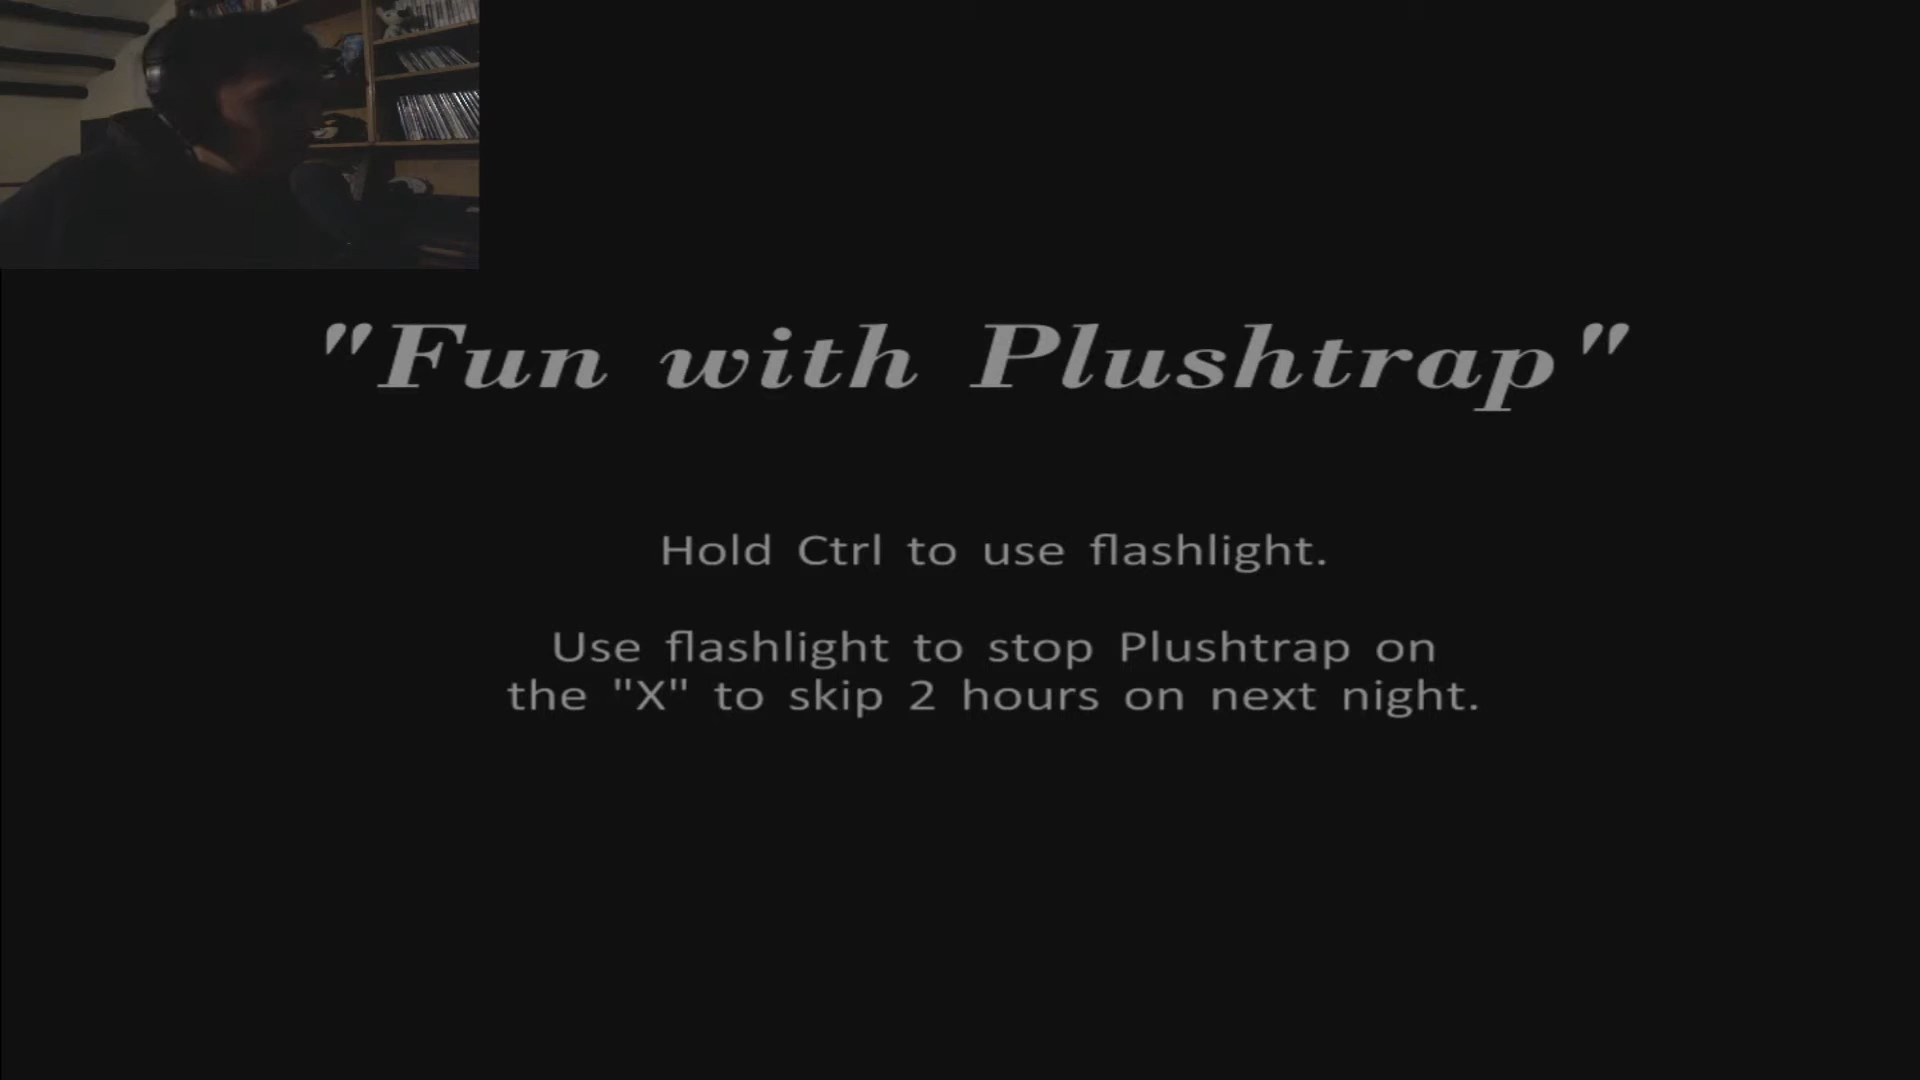 "Fun with Plushtrap"
Hold Ctrl to use flashlight.
Use flashlight to stop Plushtrap on
the "X" to skip 2 hours on next night.